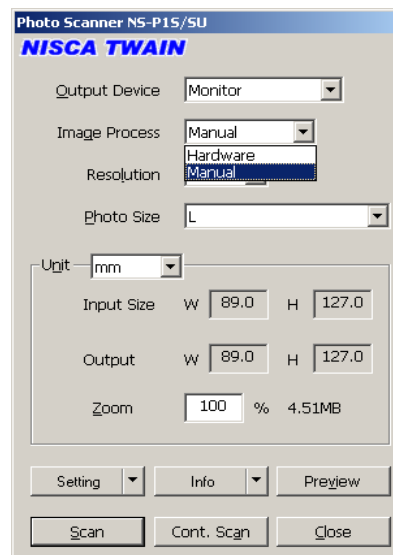 Photo Scanner NS-P1S/SU
NISCA TWAIN
Output Device Monitor
Image Process Manual
Hardware
Resolution Manual
Photo Size L
Unit mm
Input Size W 89.0 H 127.0
Output W 89.0 H 127.0
Zoom 100 % 4.51MB
Setting Info Preview
Scan Cont. Scan Close